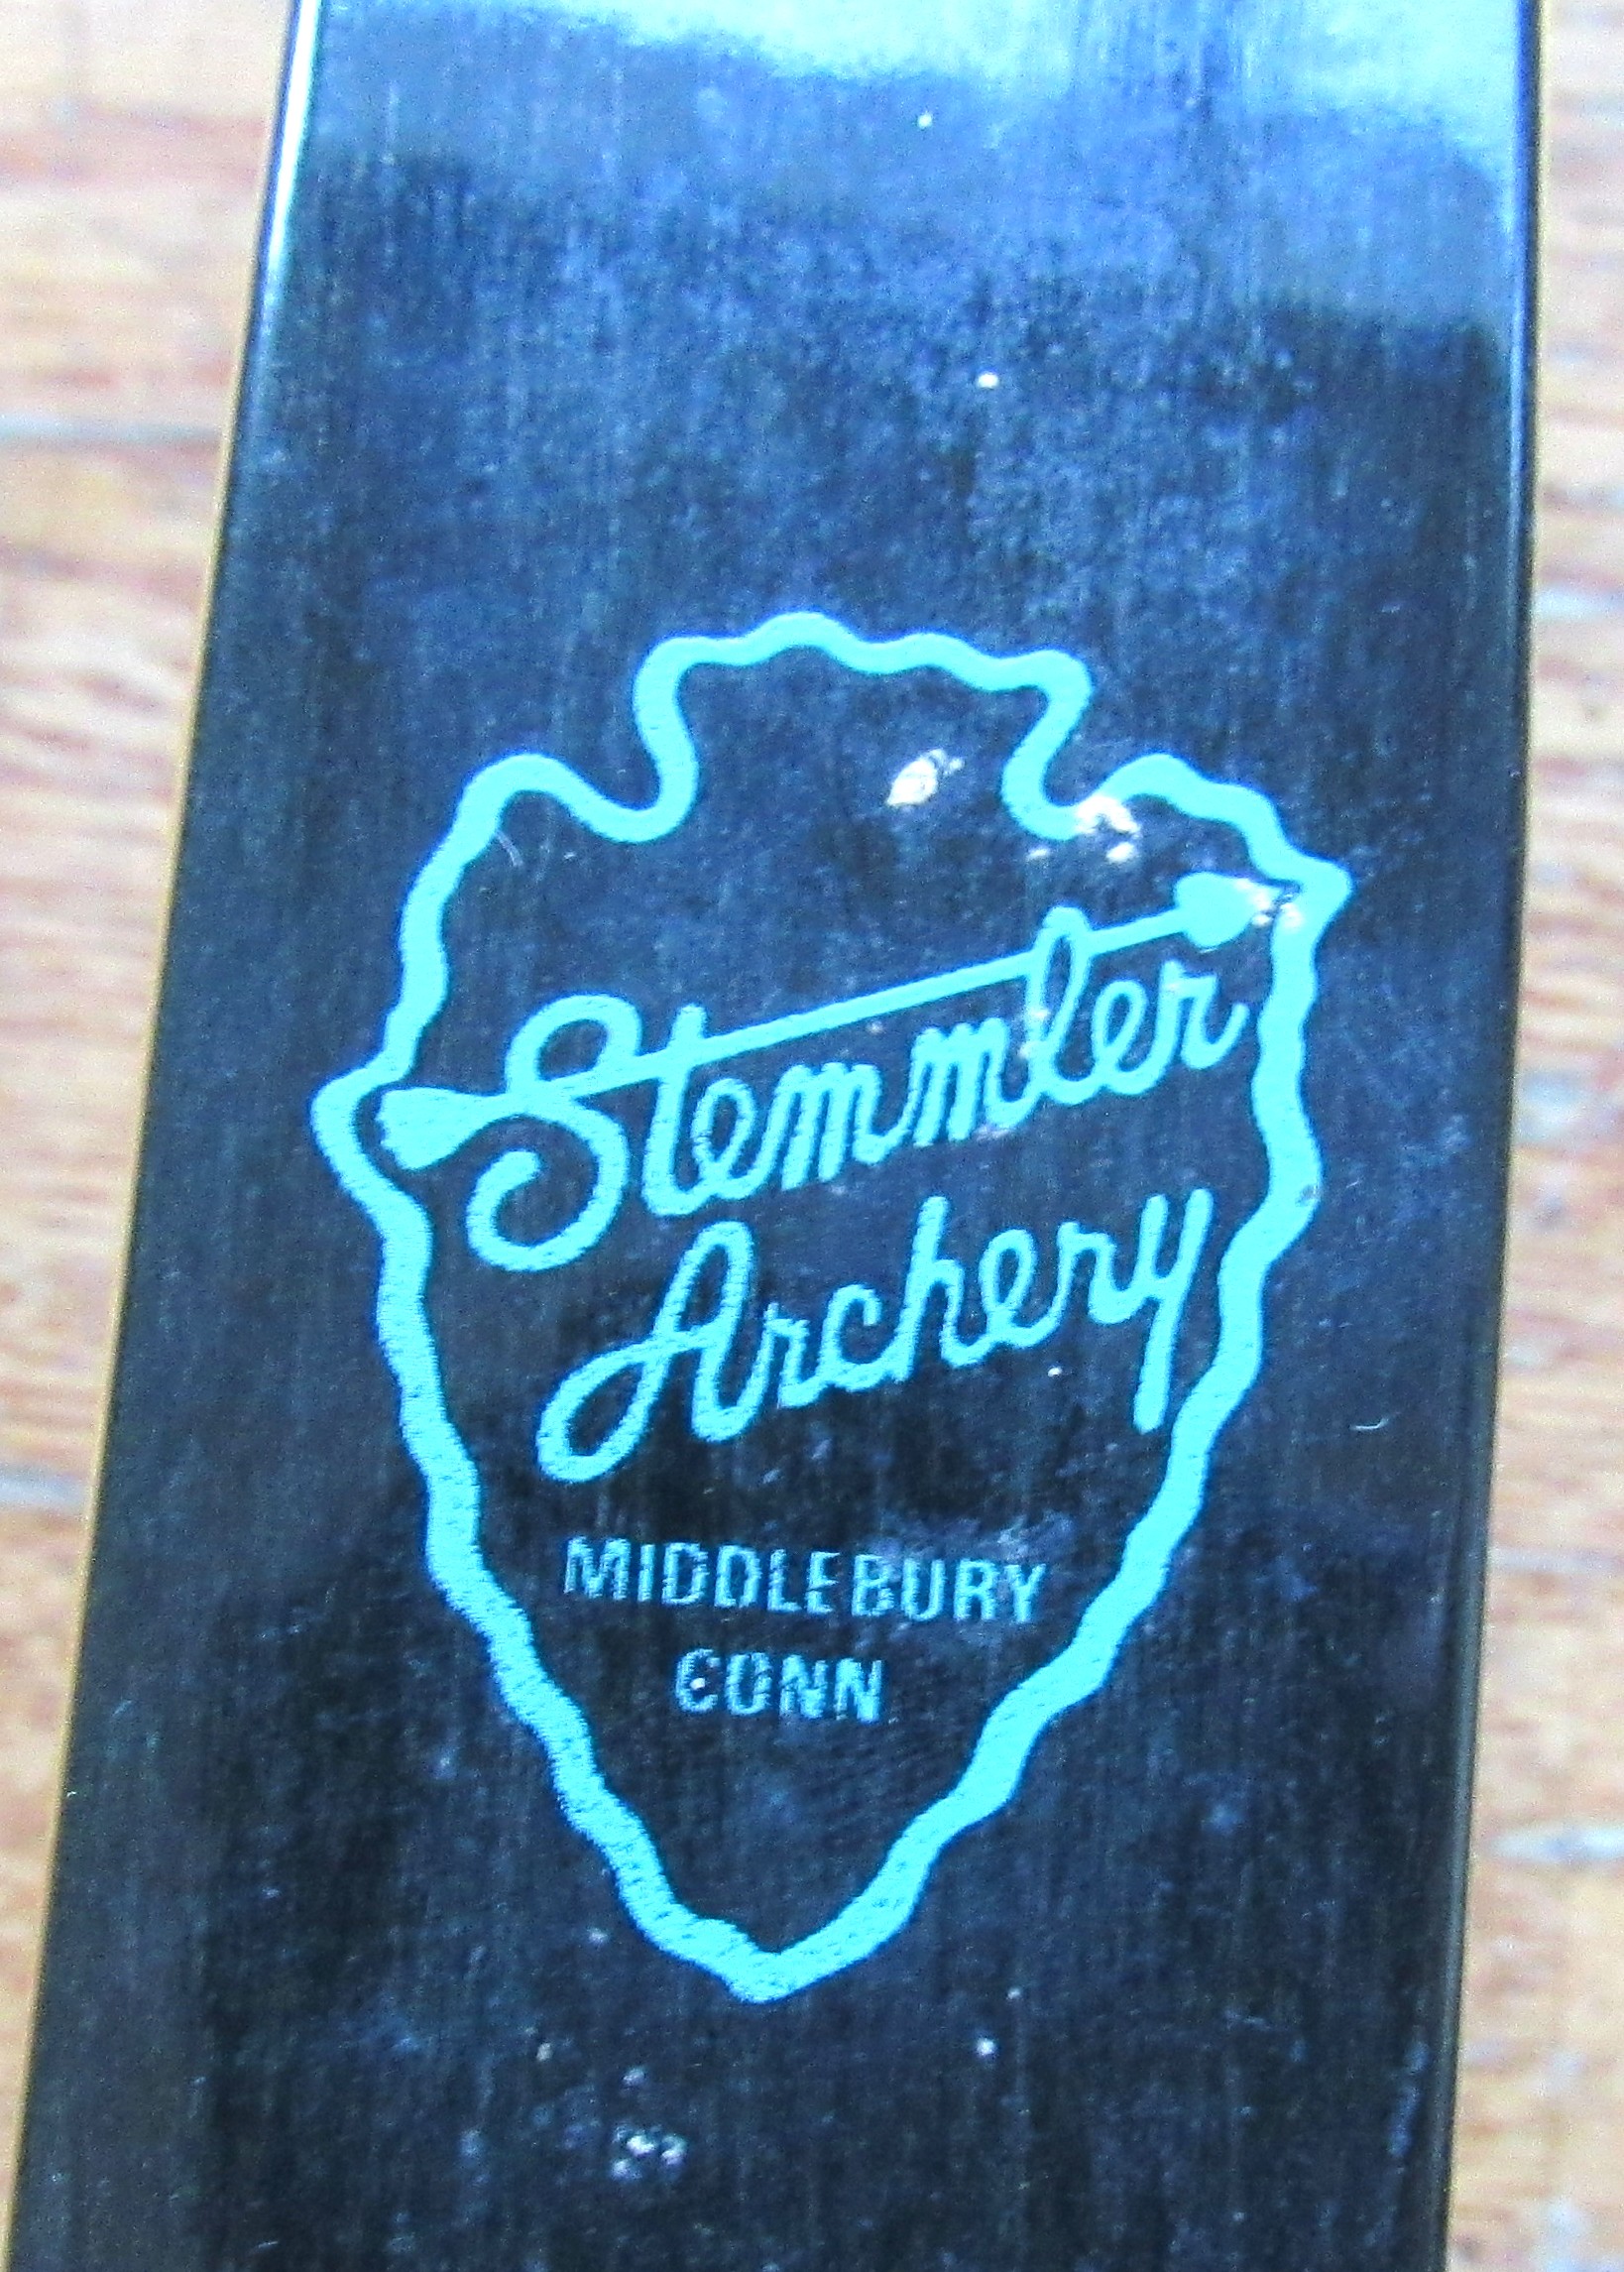 Stemmler
Archery
MIDDLEBURY
CONN